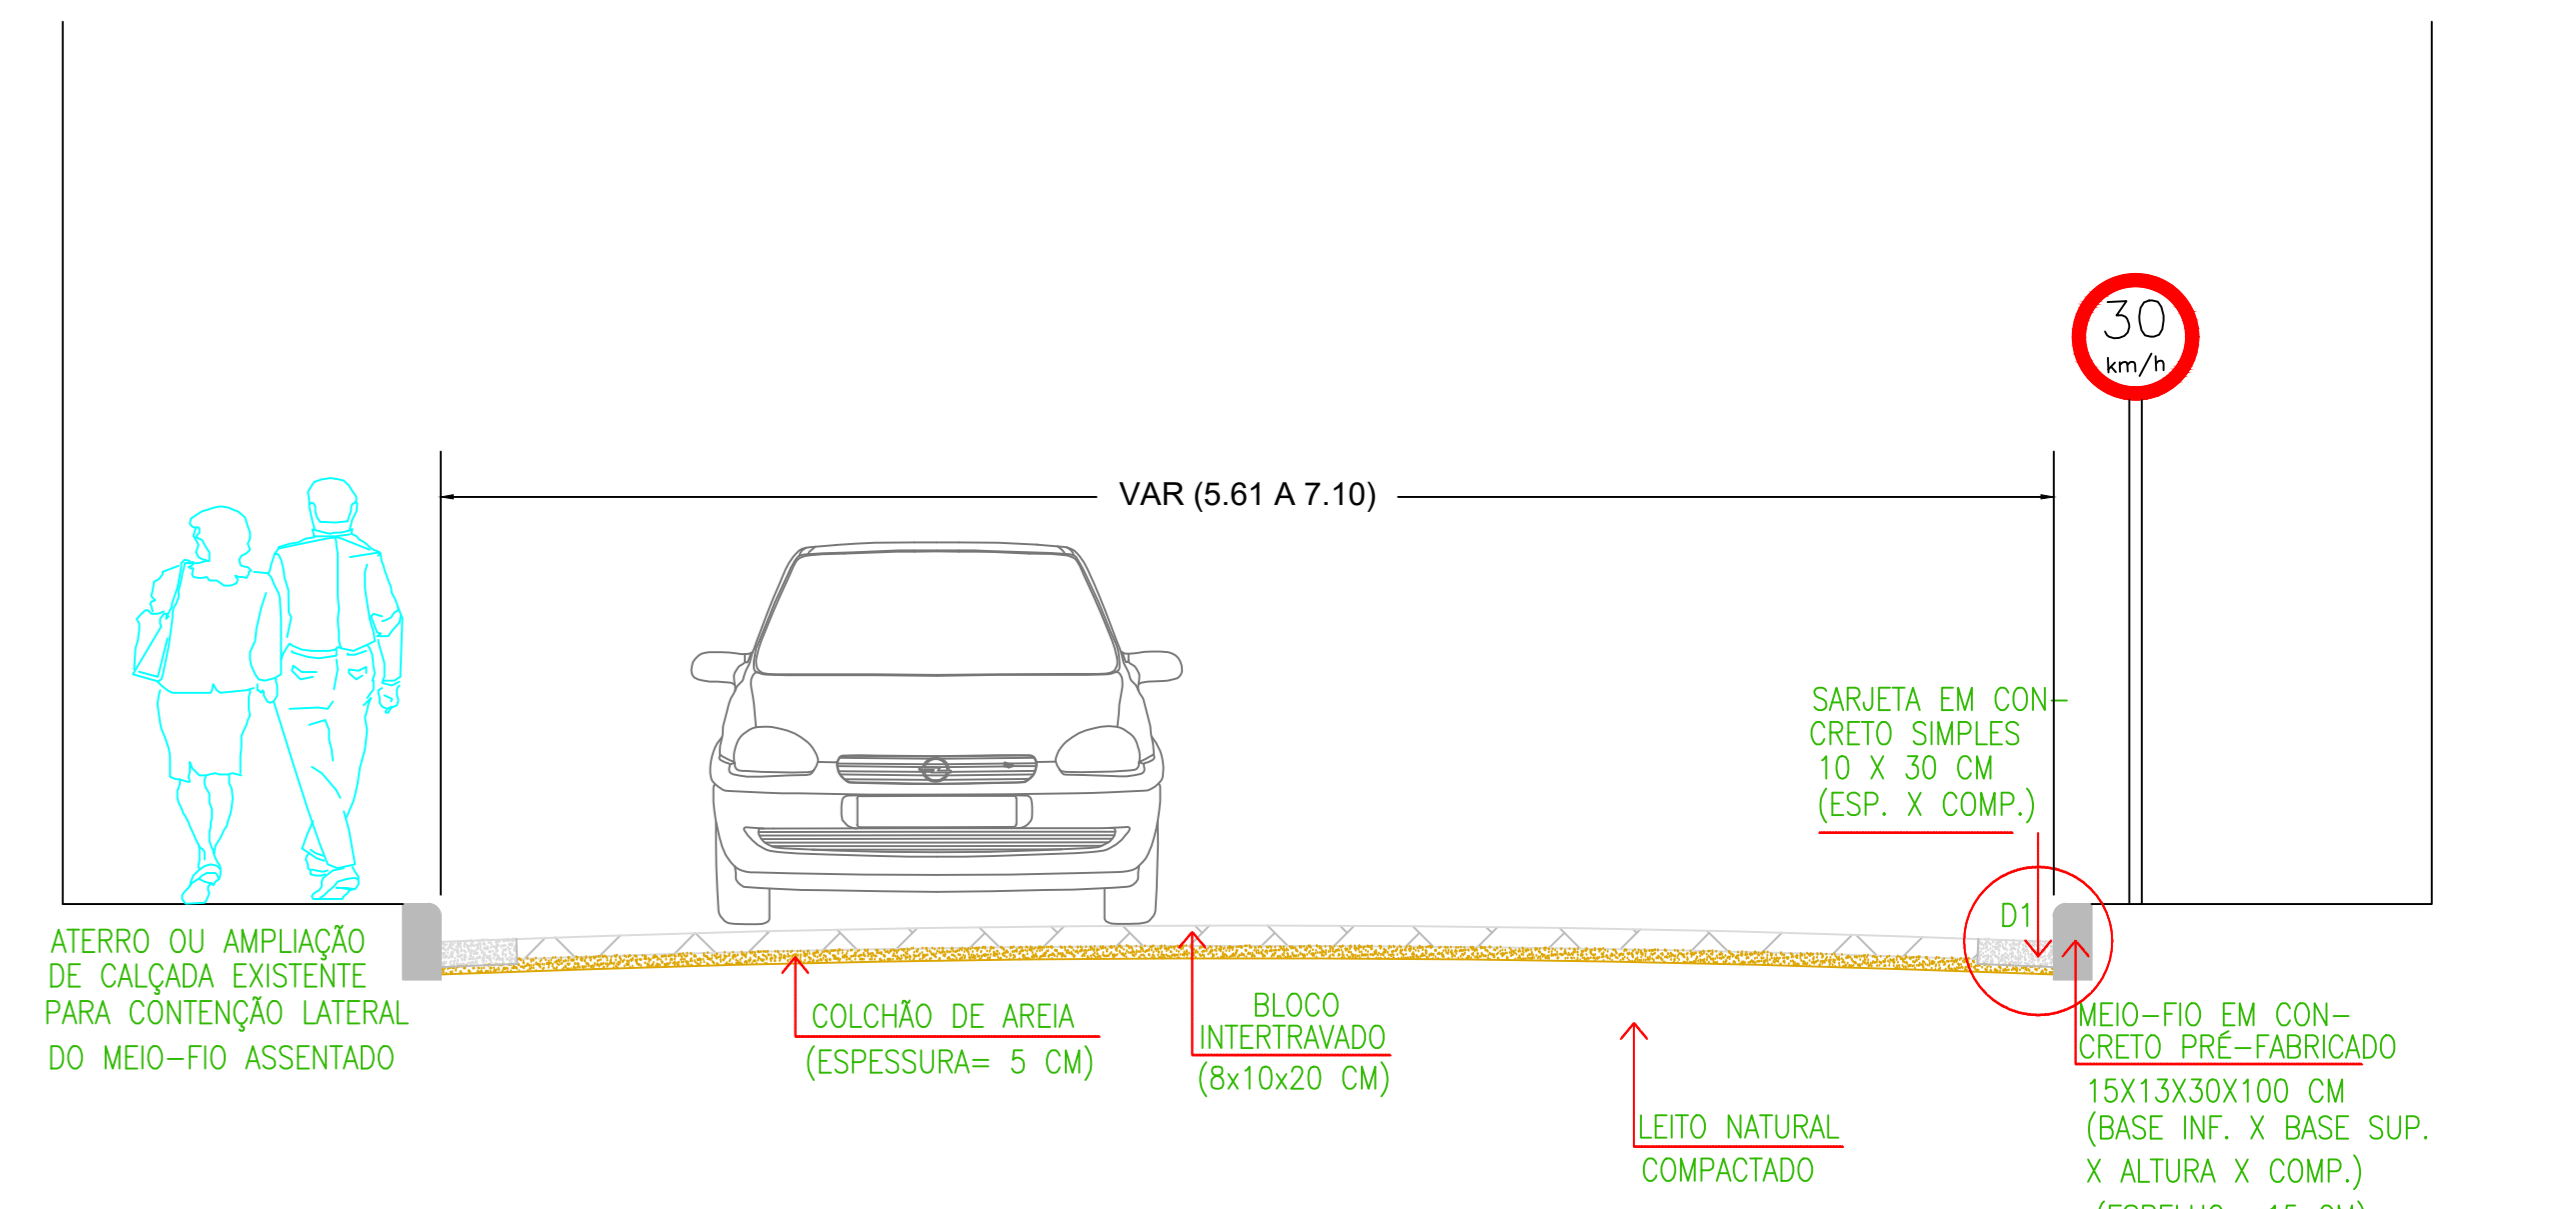 30
km/h
VAR (5.61 A 7.10)
SARJETA EM CON-
CRETO SIMPLES
10 X 30 CM
(ESP. X COMP.)
D1
ATERRO OU AMPLIAÇÃO
DE CALÇADA EXISTENTE
PARA CONTENÇÃO LATERAL
DO MEIO-FIO ASSENTADO
COLCHÃO DE AREIA
(ESPESSURA= 5 CM)
BLOCO
INTERTRAVADO
(8x10x20 CM)
LEITO NATURAL
COMPACTADO
MEIO-FIO EM CON-
CRETO PRÉ-FABRICADO
15X13X30X100 CM
(BASE INF. X BASE SUP.
X ALTURA X COMP.)